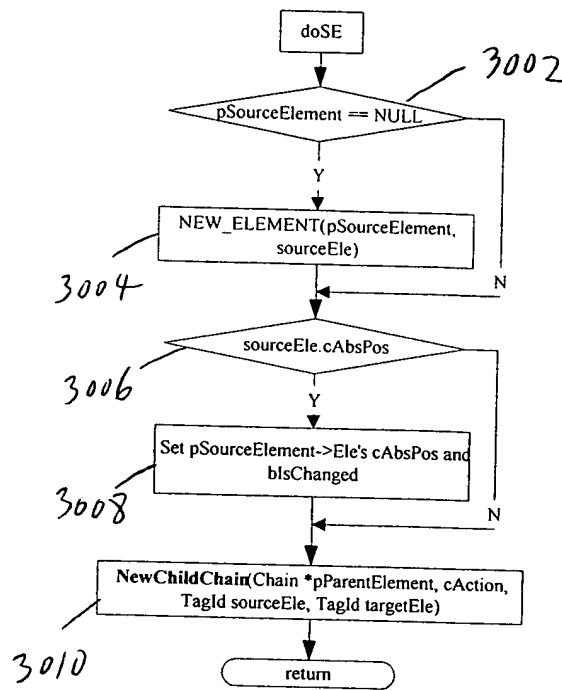 doSE
3002
pSourceElement == NULL
Y
NEW_ELEMENT(pSourceElement,
sourceEle)
N
3004
sourceEle.cAbsPos
3006
Y
Set pSourceElement->Ele's cAbsPos and
bIsChanged
3008
N
NewChildChain(Chain *pParentElement, cAction,
TagId sourceEle, TagId targetEle)
3010
return